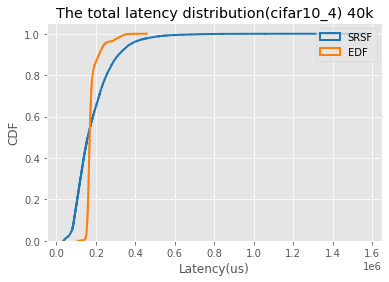 The total latency distribution(cifar10_4) 40k
SRSF
EDF
CDF
1.0
0.8
0.6
0.4
0.2
0.0
0.0 0.2 0.4 0.6 0.8 1.0 1.2 1.4 1.6
1e6
Latency(us)